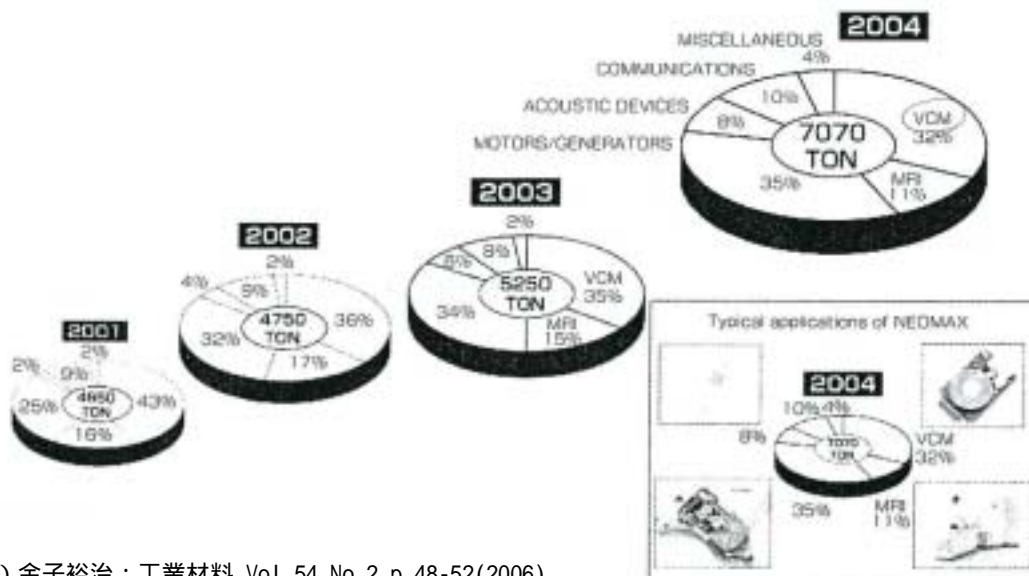 2004
MISCELLANEOUS
4%
COMMUNICATIONS
10%
ACOUSTIC DEVICES
8%
MOTORS/GENERATORS
35%
7070
TON
VCM
32%
MRI
11%
2003
2%
8%
6%
34%
5250
TON
VCM
35%
MRI
15%
2002
2%
4%
9%
32%
4750
TON
36%
17%
2001
2%
2%
9%
25%
4650
TON
43%
16%
Typical applications of NEOMAX
2004
10% 4%
8%
7070
TON
VCM
32%
35%
MRI
11%
) 金子裕治：工業材料 Vol.54 No.2 p.48-52(2006)